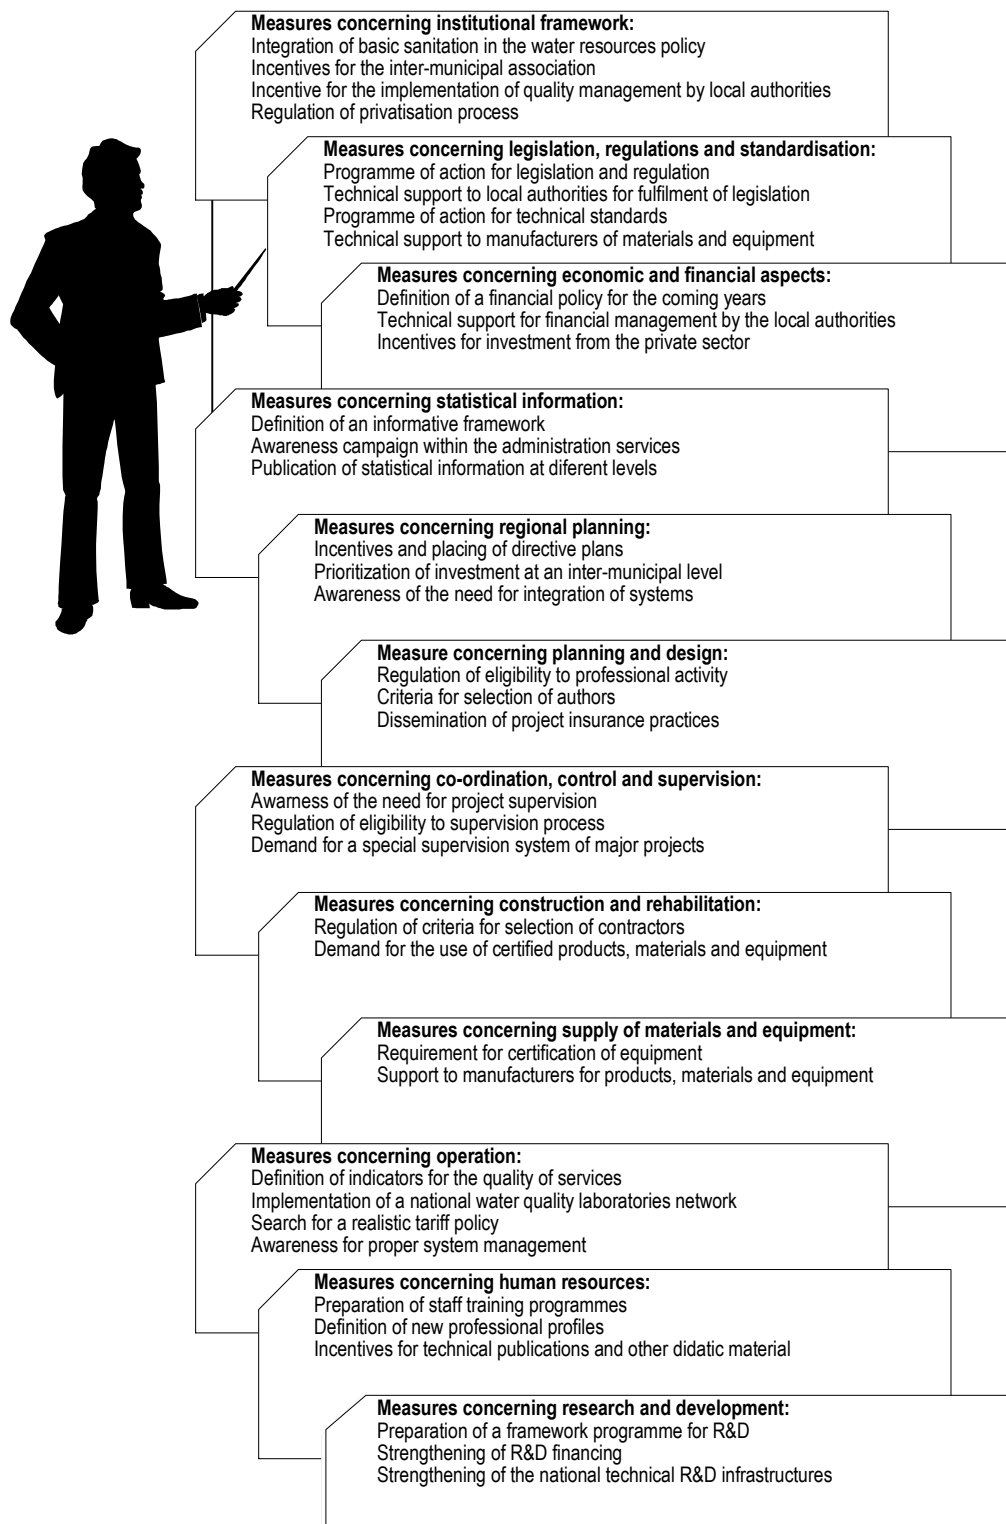 Measures concerning institutional framework:
Integration of basic sanitation in the water resources policy
Incentives for the inter-municipal association
Incentive for the implementation of quality management by local authorities
Regulation of privatisation process
Measures concerning legislation, regulations and standardisation:
Programme of action for legislation and regulation
Technical support to local authorities for fulfilment of legislation
Programme of action for technical standards
Technical support to manufacturers of materials and equipment
Measures concerning economic and financial aspects:
Definition of a financial policy for the coming years
Technical support for financial management by the local authorities
Incentives for investment from the private sector
Measures concerning statistical information:
Definition of an informative framework
Awareness campaign within the administration services
Publication of statistical information at diferent levels
Measures concerning regional planning:
Incentives and placing of directive plans
Prioritization of investment at an inter-municipal level
Awareness of the need for integration of systems
Measure concerning planning and design:
Regulation of eligibility to professional activity
Criteria for selection of authors
Dissemination of project insurance practices
Measures concerning co-ordination, control and supervision:
Awarness of the need for project supervision
Regulation of eligibility to supervision process
Demand for a special supervision system of major projects
Measures concerning construction and rehabilitation:
Regulation of criteria for selection of contractors
Demand for the use of certified products, materials and equipment
Measures concerning supply of materials and equipment:
Requirement for certification of equipment
Support to manufacturers for products, materials and equipment
Measures concerning operation:
Definition of indicators for the quality of services
Implementation of a national water quality laboratories network
Search for a realistic tariff policy
Awareness for proper system management
Measures concerning human resources:
Preparation of staff training programmes
Definition of new professional profiles
Incentives for technical publications and other didatic material
Measures concerning research and development:
Preparation of a framework programme for R&D
Strengthening of R&D financing
Strengthening of the national technical R&D infrastructures